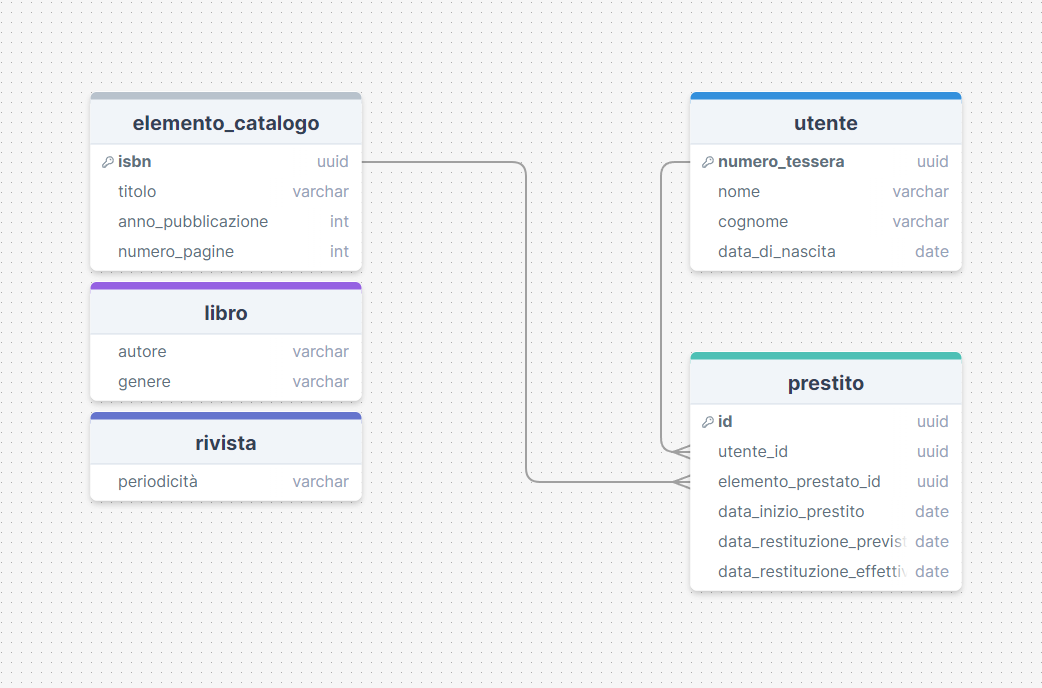 elemento_catalogo
isbn uuid
titolo varchar
anno_pubblicazione int
numero_pagine int
libro
autore varchar
genere varchar
rivista
periodicità varchar
utente
numero_tessera uuid
nome varchar
cognome varchar
data_di_nascita date
prestito
id uuid
utente_id uuid
elemento_prestato_id uuid
data_inizio_prestito date
data_restituzione_previst date
data_restituzione_effettiv date